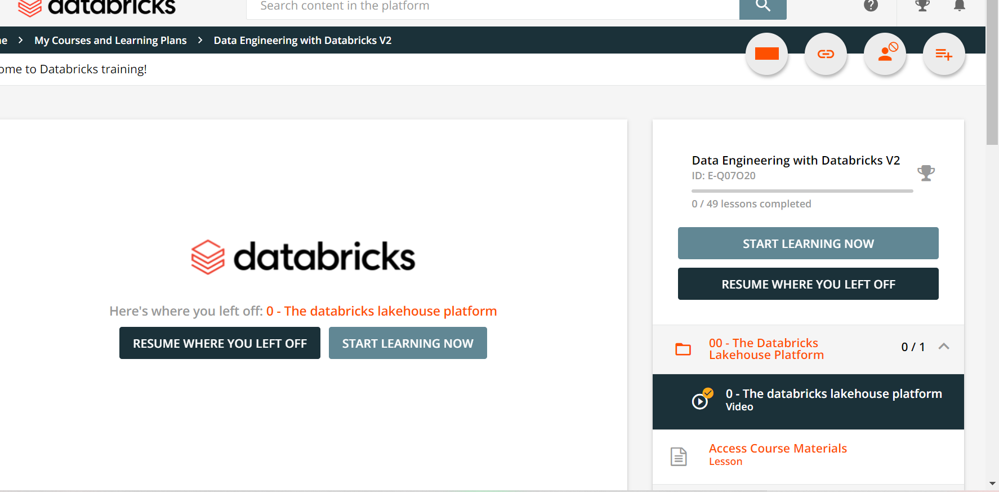 databricks
Search content in the platform
My Courses and Learning Plans
Data Engineering with Databricks V2
to Databricks training!
databricks
Here's where you left off: 0 - The databricks lakehouse platform
RESUME WHERE YOU LEFT OFF
START LEARNING NOW
Data Engineering with Databricks V2
ID: E-Q07O20
0 / 49 lessons completed
START LEARNING NOW
RESUME WHERE YOU LEFT OFF
00 - The Databricks
Lakehouse Platform
0 / 1
0 - The databricks lakehouse platform
Video
Access Course Materials
Lesson